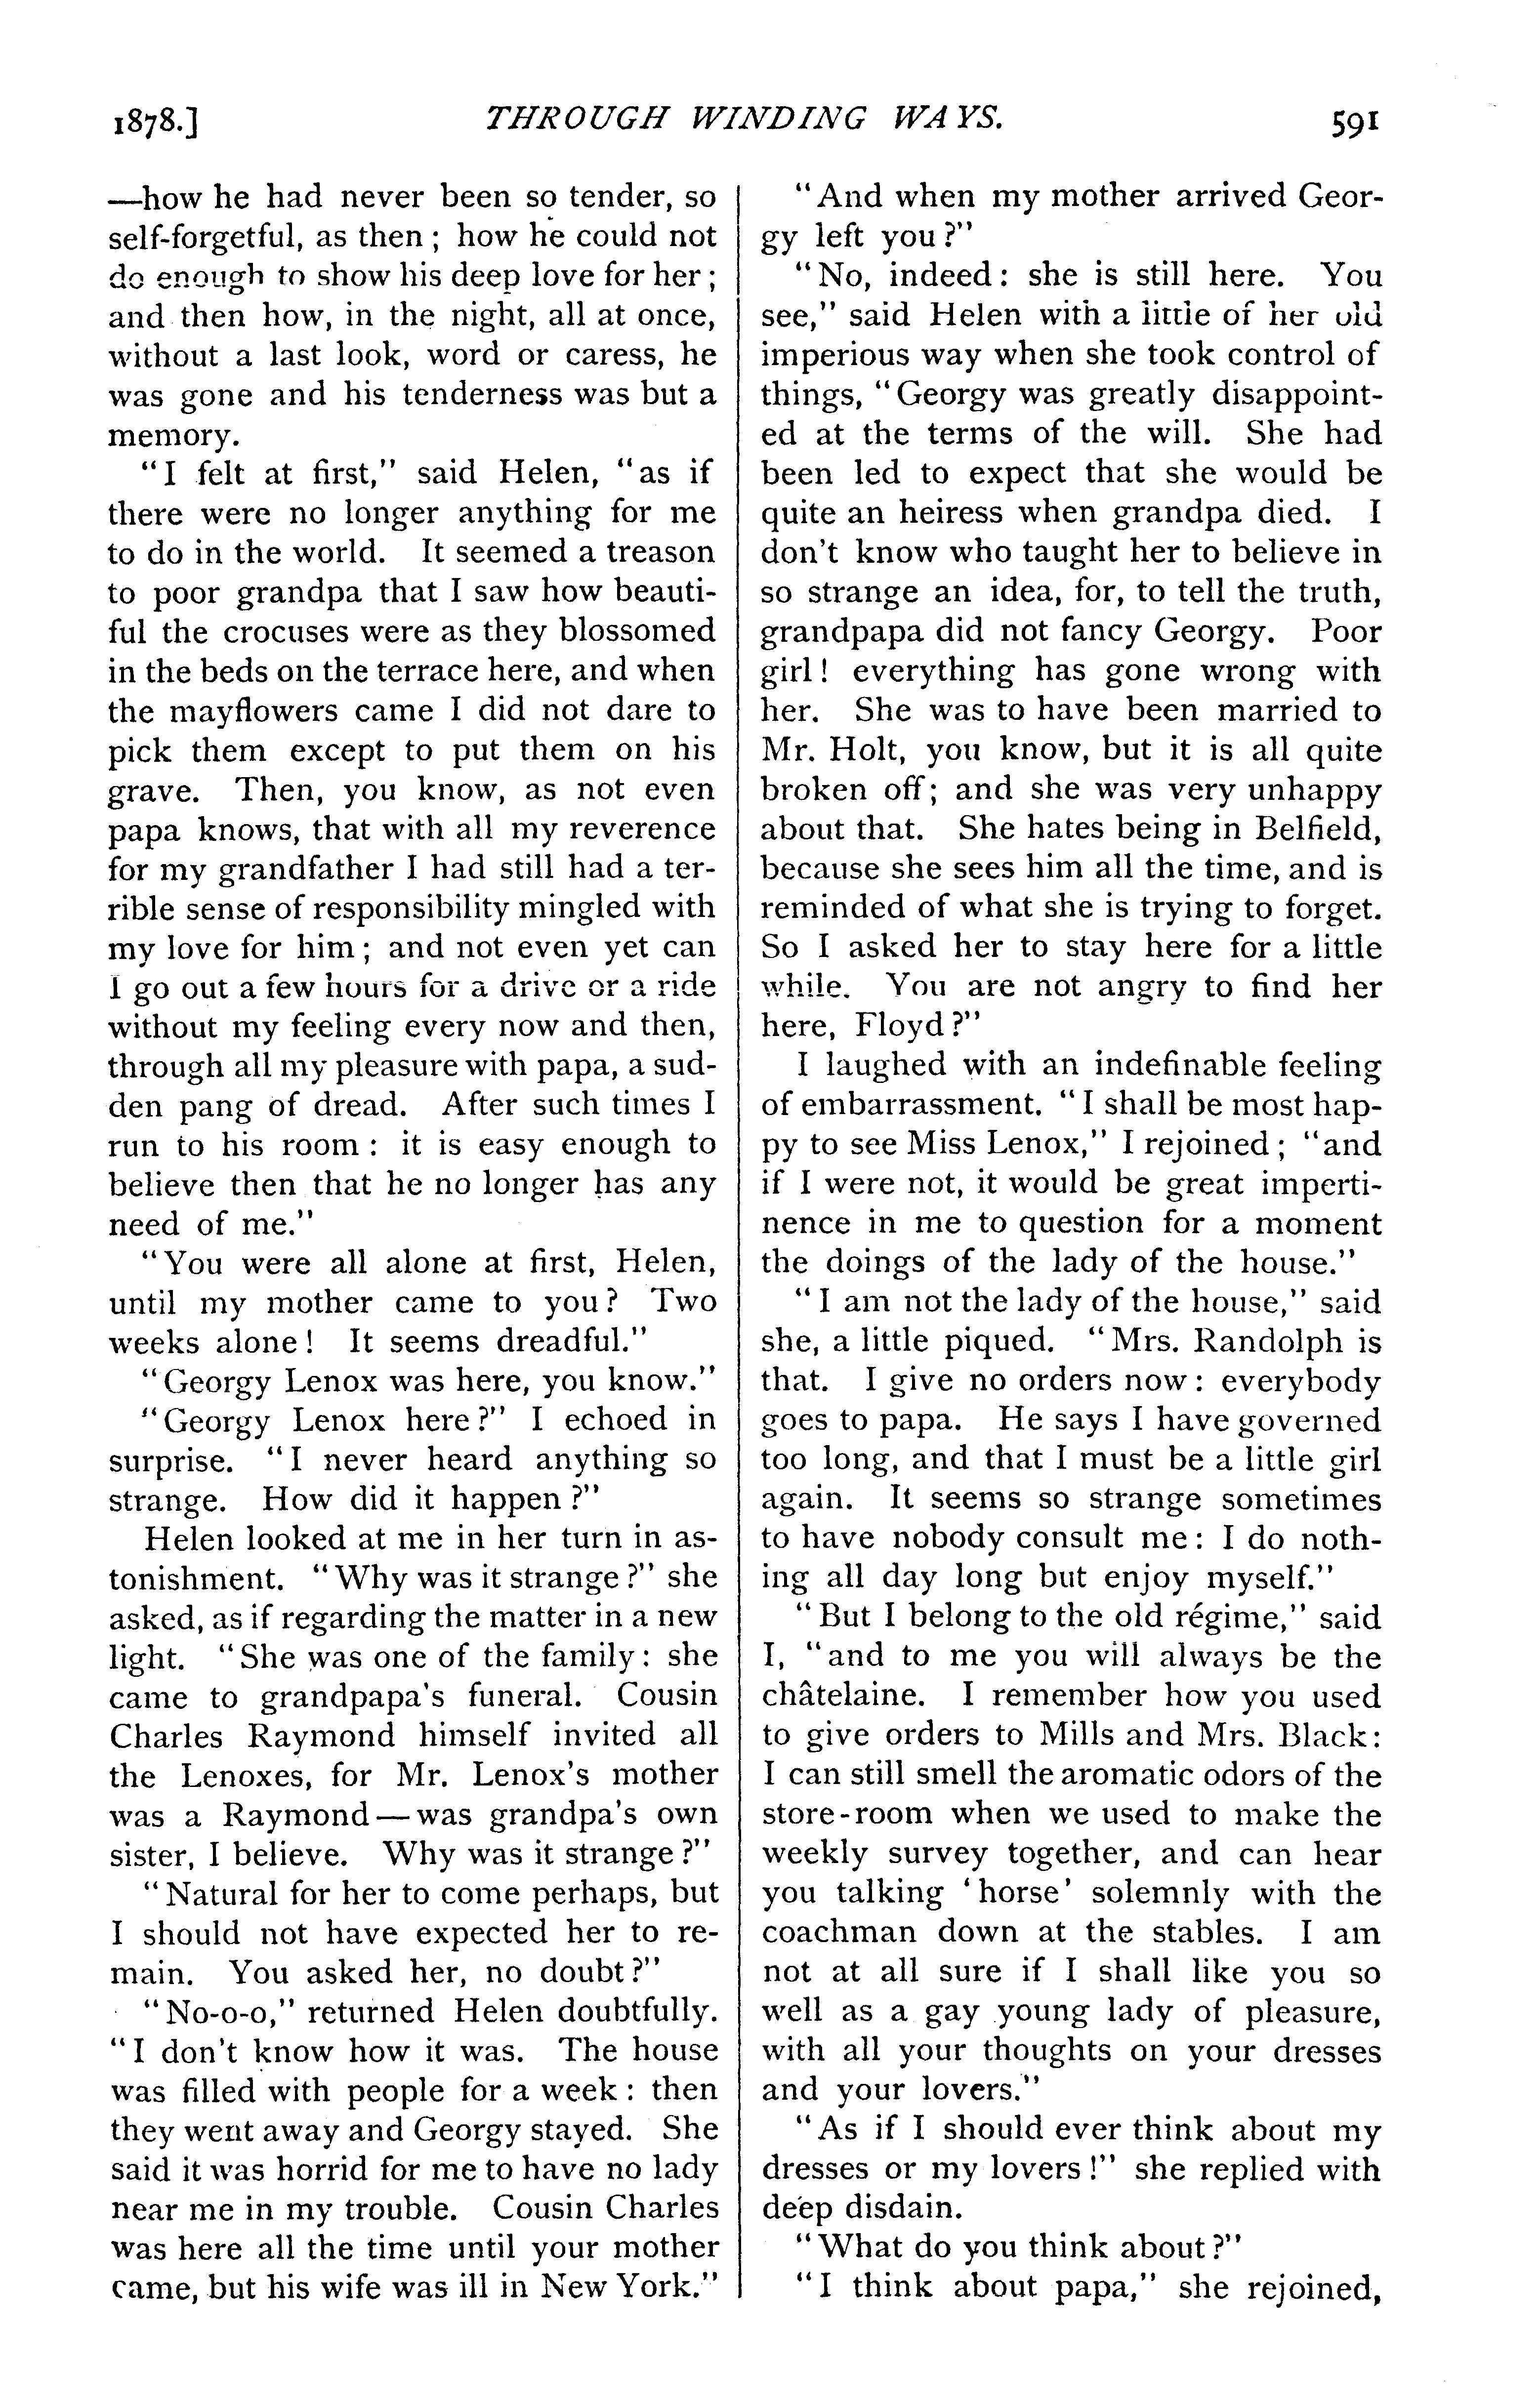 1878.] THROUGH WINDING WAYS. 591
—how he had never been so tender, so
self-forgetful, as then; how he could not
do enough to show his deep love for her;
and then how, in the night, all at once,
without a last look, word or caress, he
was gone and his tenderness was but a
memory.
"I felt at first," said Helen, "as if
there were no longer anything for me
to do in the world. It seemed a treason
to poor grandpa that I saw how beauti-
ful the crocuses were as they blossomed
in the beds on the terrace here, and when
the mayflowers came I did not dare to
pick them except to put them on his
grave. Then, you know, as not even
papa knows, that with all my reverence
for my grandfather I had still had a ter-
rible sense of responsibility mingled with
my love for him; and not even yet can
I go out a few hours for a drive or a ride
without my feeling every now and then,
through all my pleasure with papa, a sud-
den pang of dread. After such times I
run to his room: it is easy enough to
believe then that he no longer has any
need of me."
"You were all alone at first, Helen,
until my mother came to you? Two
weeks alone! It seems dreadful."
"Georgy Lenox was here, you know."
"Georgy Lenox here?" I echoed in
surprise. "I never heard anything so
strange. How did it happen?"
Helen looked at me in her turn in as-
tonishment. "Why was it strange?" she
asked, as if regarding the matter in a new
light. "She was one of the family: she
came to grandpapa's funeral. Cousin
Charles Raymond himself invited all
the Lenoxes, for Mr. Lenox's mother
was a Raymond—was grandpa's own
sister, I believe. Why was it strange?"
"Natural for her to come perhaps, but
I should not have expected her to re-
main. You asked her, no doubt?"
"No-o-o," returned Helen doubtfully.
"I don't know how it was. The house
was filled with people for a week: then
they went away and Georgy stayed. She
said it was horrid for me to have no lady
near me in my trouble. Cousin Charles
was here all the time until your mother
came, but his wife was ill in New York."
"And when my mother arrived Geor-
gy left you?"
"No, indeed: she is still here. You
see," said Helen with a little of her old
imperious way when she took control of
things, "Georgy was greatly disappoint-
ed at the terms of the will. She had
been led to expect that she would be
quite an heiress when grandpa died. I
don't know who taught her to believe in
so strange an idea, for, to tell the truth,
grandpapa did not fancy Georgy. Poor
girl! everything has gone wrong with
her. She was to have been married to
Mr. Holt, you know, but it is all quite
broken off; and she was very unhappy
about that. She hates being in Belfield,
because she sees him all the time, and is
reminded of what she is trying to forget.
So I asked her to stay here for a little
while. You are not angry to find her
here, Floyd?"
I laughed with an indefinable feeling
of embarrassment. "I shall be most hap-
py to see Miss Lenox," I rejoined; "and
if I were not, it would be great imperti-
nence in me to question for a moment
the doings of the lady of the house."
"I am not the lady of the house," said
she, a little piqued. "Mrs. Randolph is
that. I give no orders now: everybody
goes to papa. He says I have governed
too long, and that I must be a little girl
again. It seems so strange sometimes
to have nobody consult me: I do noth-
ing all day long but enjoy myself."
"But I belong to the old régime," said
I, "and to me you will always be the
châtelaine. I remember how you used
to give orders to Mills and Mrs. Black:
I can still smell the aromatic odors of the
store-room when we used to make the
weekly survey together, and can hear
you talking 'horse' solemnly with the
coachman down at the stables. I am
not at all sure if I shall like you so
well as a gay young lady of pleasure,
with all your thoughts on your dresses
and your lovers."
"As if I should ever think about my
dresses or my lovers!" she replied with
deep disdain.
"What do you think about?"
"I think about papa," she rejoined,